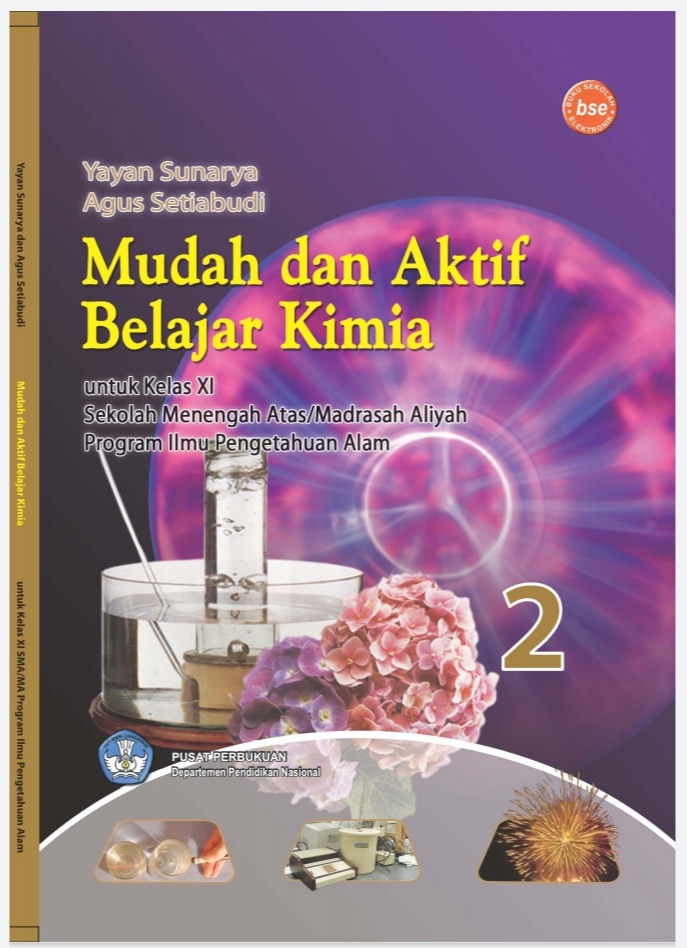 BUKU SEKOLAH
bse
ELEKTRONIK
Yayan Sunarya
Agus Setiabudi
Mudah dan Aktif
Belajar Kimia
untuk Kelas XI
Sekolah Menengah Atas/Madrasah Aliyah
Program Ilmu Pengetahuan Alam
2
PUSAT PERBUKUAN
Departemen Pendidikan Nasional
Yayan Sunarya dan Agus Setiabudi
Mudah dan Aktif Belajar Kimia
untuk Kelas XI SMA/MA Program Ilmu Pengetahuan Alam